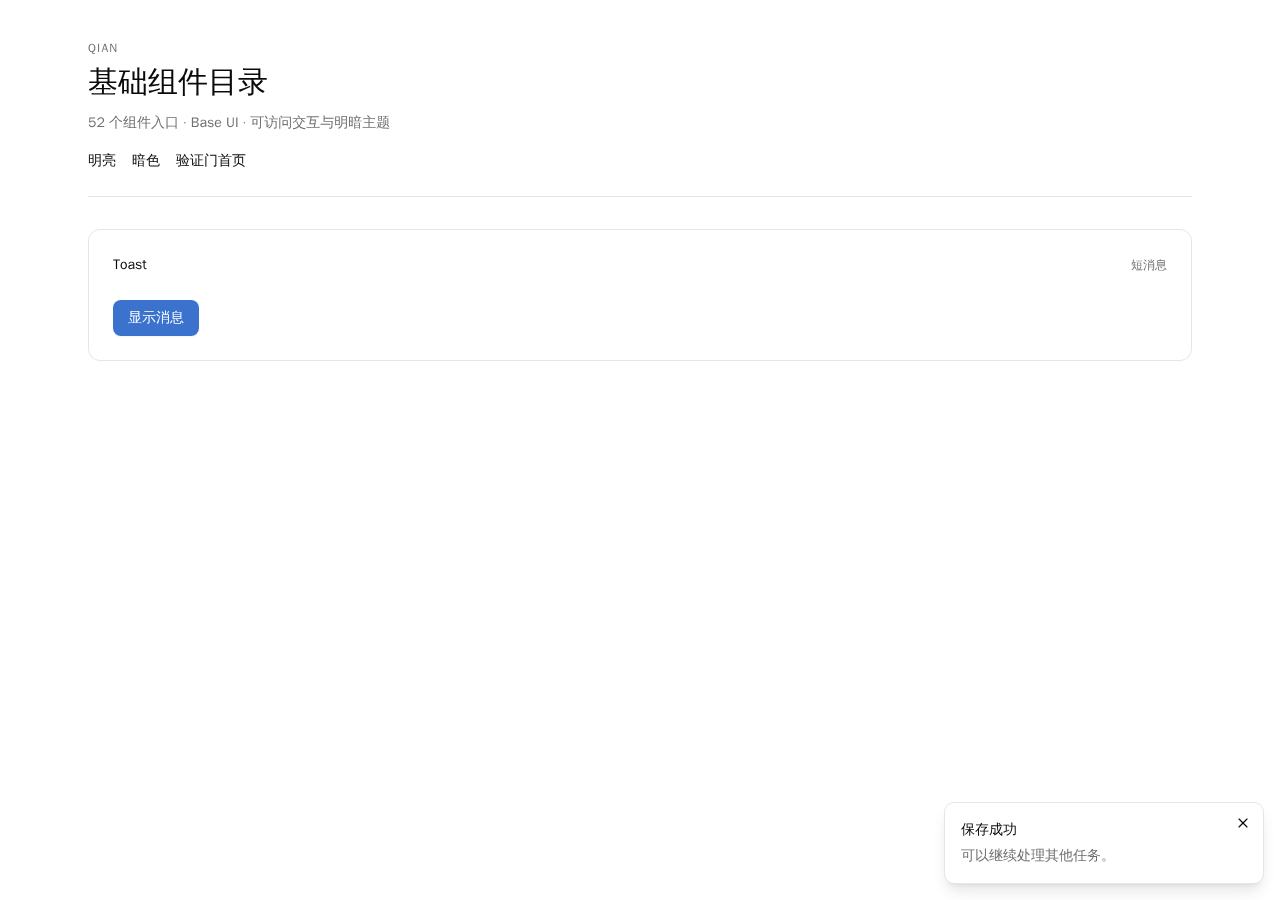 QIAN
基础组件目录
52 个组件入口 · Base UI · 可访问交互与明暗主题
明亮 暗色 验证门首页
Toast 短消息
显示消息
保存成功
可以继续处理其他任务。